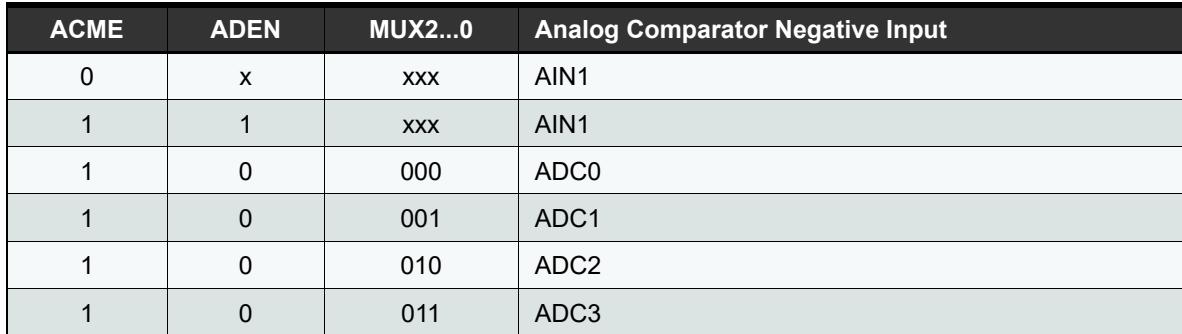 ACME ADEN MUX2...0 Analog Comparator Negative Input
0 x xxx AIN1
1 1 xxx AIN1
1 0 000 ADC0
1 0 001 ADC1
1 0 010 ADC2
1 0 011 ADC3